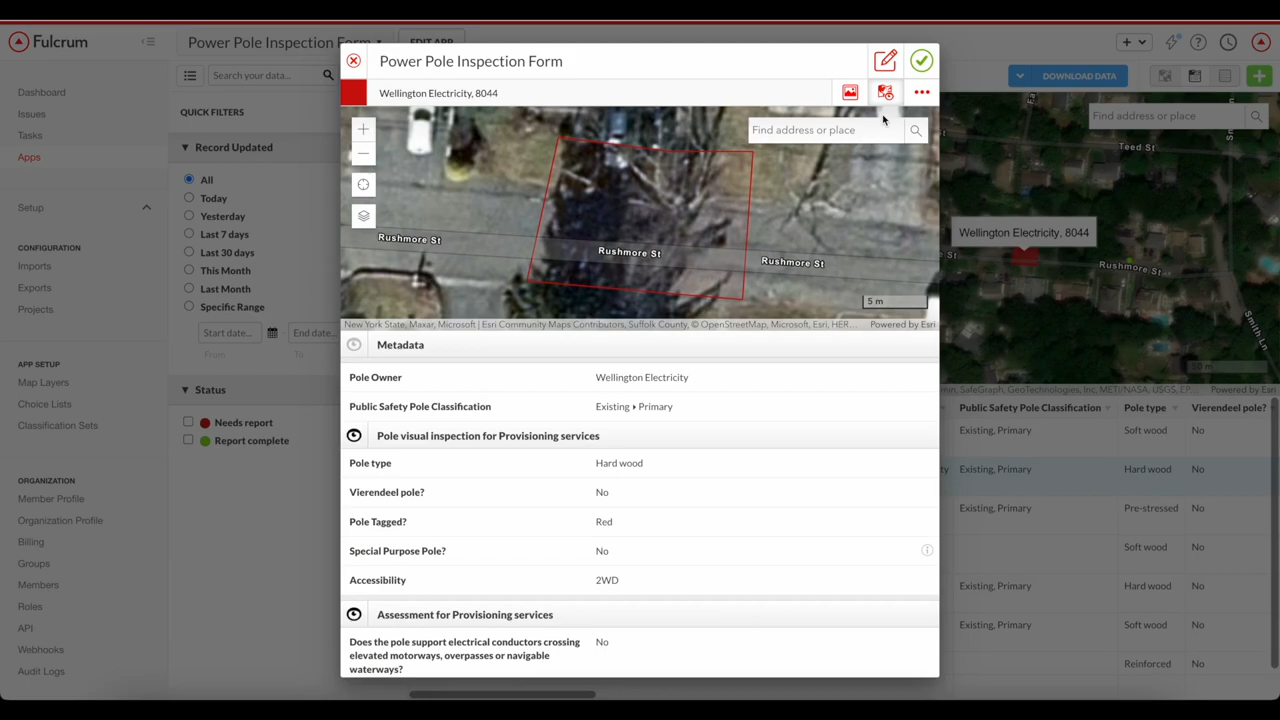 Fulcrum
Power Pole Inspection Form
EDIT APP
Dashboard
Issues
Tasks
Apps
Setup
CONFIGURATION
Imports
Exports
Projects
APP SETUP
Map Layers
Choice Lists
Classification Sets
ORGANIZATION
Member Profile
Organization Profile
Billing
Groups
Members
Roles
API
Webhooks
Audit Logs
Search your data...
QUICK FILTERS
Record Updated
All
Today
Yesterday
Last 7 days
Last 30 days
This Month
Last Month
Specific Range
Start date...
End date...
From
To
Status
Needs report
Report complete
Power Pole Inspection Form
Wellington Electricity, 8044
Find address or place
Rushmore St
Rushmore St
Rushmore St
5 m
New York State, Maxar, Microsoft | Esri Community Maps Contributors, Suffolk County, © OpenStreetMap, Microsoft, Esri, HER...
Powered by Esri
Metadata
Pole Owner
Wellington Electricity
Public Safety Pole Classification
Existing ▸ Primary
Pole visual inspection for Provisioning services
Pole type
Hard wood
Vierendeel pole?
No
Pole Tagged?
Red
Special Purpose Pole?
No
Accessibility
2WD
Assessment for Provisioning services
Does the pole support electrical conductors crossing
elevated motorways, overpasses or navigable
waterways?
No
DOWNLOAD DATA
Find address or place
Teed St
Wellington Electricity, 8044
Rushmore St
Smith Ln
50 m
SafeGraph, GeoTechnologies, Inc, METI/NASA, USGS, EP...
Powered by Esri
Public Safety Pole Classification
Pole type
Vierendeel pole?
Existing, Primary
Soft wood
No
Existing, Primary
Hard wood
No
Existing, Primary
Pre-stressed
No
Soft wood
No
Existing, Primary
Hard wood
No
Existing, Primary
Soft wood
No
Reinforced
No